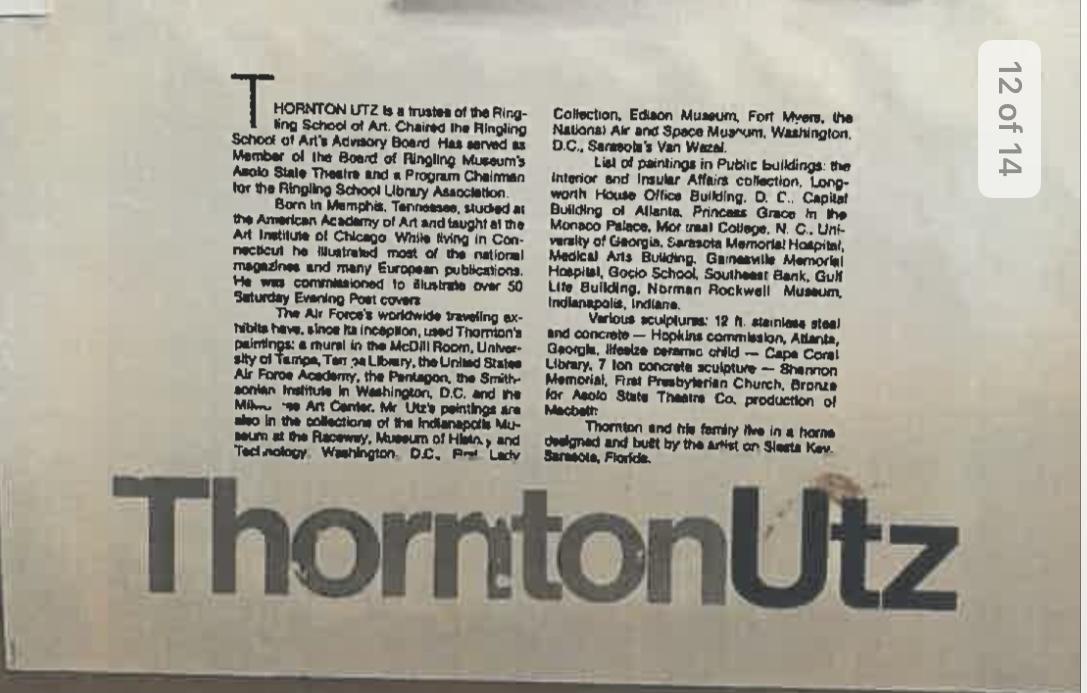 THORNTON UTZ is a trustee of the Ring-
ling School of Art. Chaired the Ringling
School of Art's Advisory Board Has served as
Member of the Board of Ringling Museum's
Asolo State Theatre and a Program Chairman
for the Ringling School Library Association.
Born in Memphis, Tennessee, studied at
the American Academy of Art and taught at the
Art Institute of Chicago While living in Con-
necticut he illustrated most of the national
magazines and many European publications.
He was commissioned to illustrate over 50
Saturday Evening Post covers
The Air Force's worldwide traveling ex-
hibits have, since its inception, used Thornton's
paintings: a mural in the McDill Room, Univer-
sity of Tampa, Library, the United States
Air Force Academy, the Pentagon, the Smith-
sonian Institute in Washington, D.C. and the
Art Center. Mr Utz's paintings are
also in the collections of the Indianapolis Mu-
seum at the Raceway, Museum of and
Technology, Washington, D.C., First Lady
Collection, Edison Museum, Fort Myers, the
National Air and Space Museum, Washington,
D.C., Sarasota's Van Wezel.
List of paintings in Public buildings: the
Interior and Insular Affairs collection, Long-
worth House Office Building, D. C., Capital
Building of Atlanta, Princess Grace in the
Monaco Palace, College, N. C., Uni-
versity of Georgia, Sarasota Memorial Hospital,
Medical Arts Building, Gainesville Memorial
Hospital, Gocio School, Southeast Bank, Gulf
Life Building, Norman Rockwell Museum,
Indianapolis, Indiana.
Various sculptures: 12 ft. stainless steel
and concrete — Hopkins commission, Atlanta,
Georgia, lifesize ceramic child — Cape Coral
Library, 7 ton concrete sculpture — Shannon
Memorial, First Presbyterian Church, Bronze
for Asolo State Theatre Co. production of
Macbeth
Thornton and his family live in a home
designed and built by the artist on Siesta Key,
Sarasota, Florida.
ThorntonUtz
12 of 14